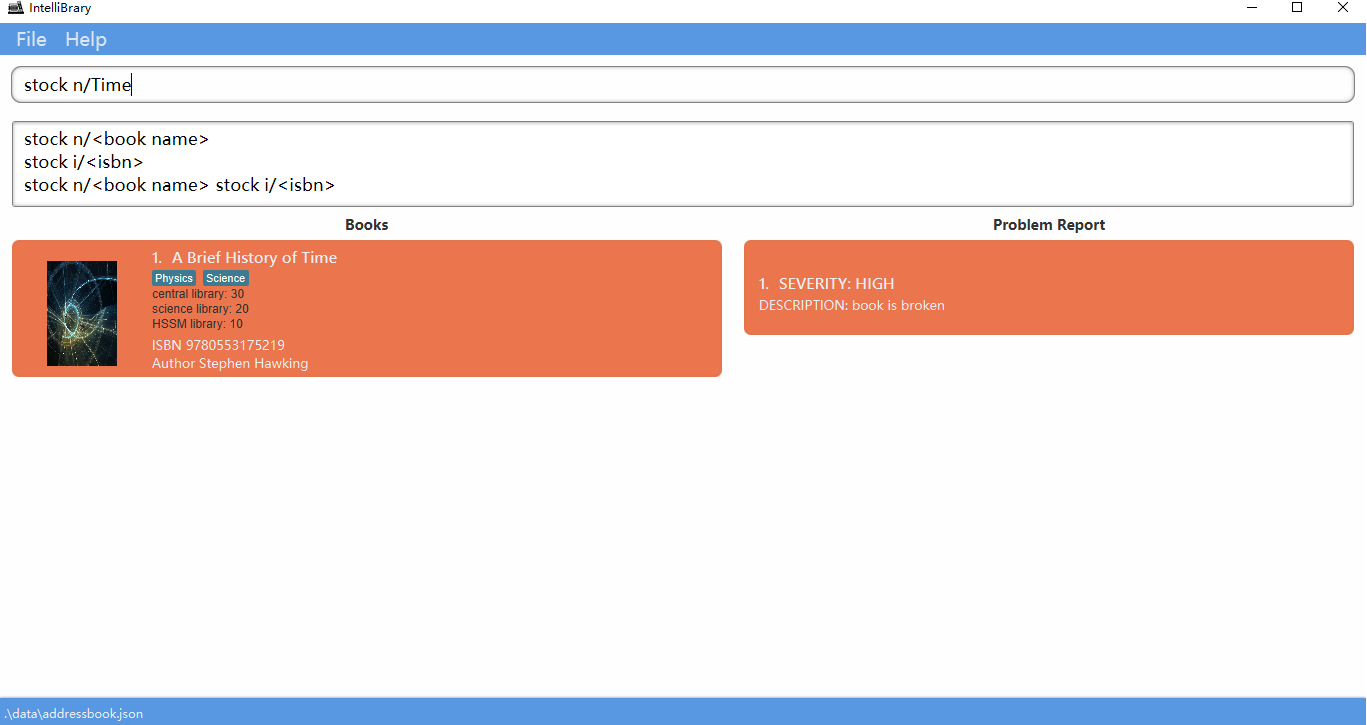 IntelliBrary
File Help
stock n/Time
stock n/<book name>
stock i/<isbn>
stock n/<book name> stock i/<isbn>
Books
1. A Brief History of Time
Physics Science
central library: 30
science library: 20
HSSM library: 10
ISBN 9780553175219
Author Stephen Hawking
Problem Report
1. SEVERITY: HIGH
DESCRIPTION: book is broken
.\data\addressbook.json